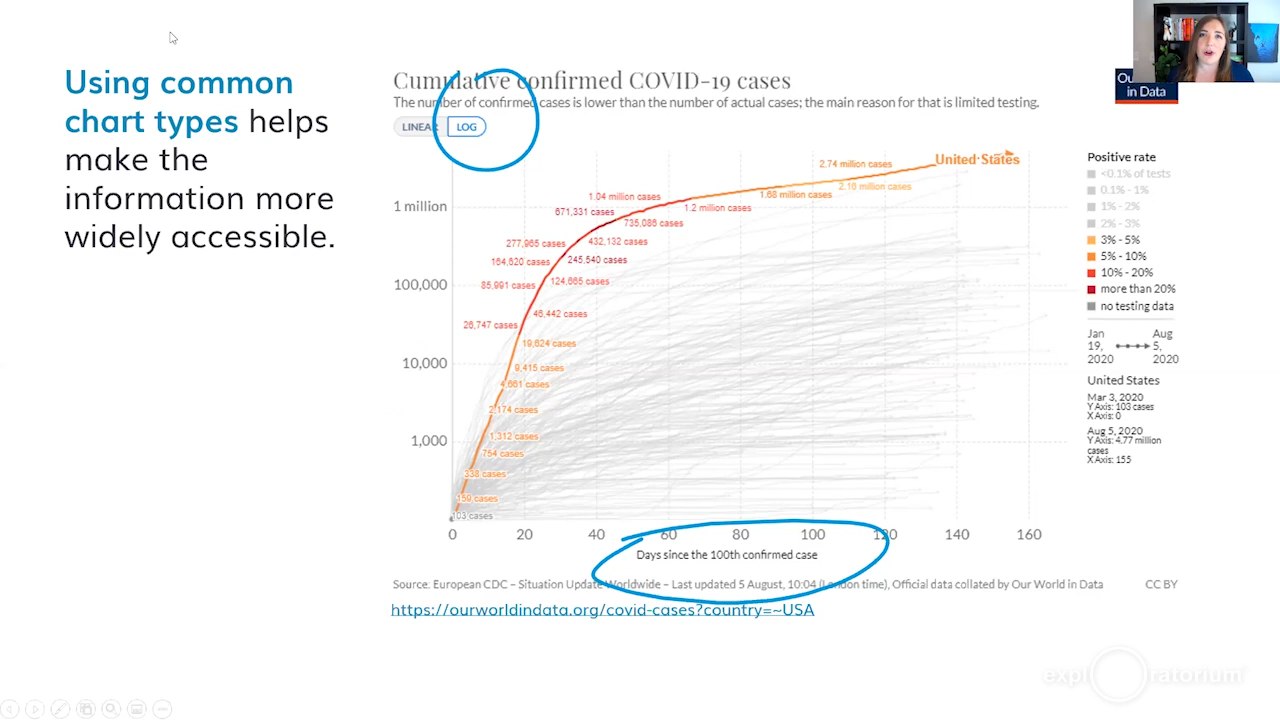 Using common
chart types helps
make the
information more
widely accessible.
Cumulative confirmed COVID-19 cases
The number of confirmed cases is lower than the number of actual cases; the main reason for that is limited testing.
LINEAR LOG
in Data
1 million
100,000
10,000
1,000
0 20 40 60 80 100 120 140 160
Days since the 100th confirmed case
United States
2.74 million cases
2.16 million cases
1.68 million cases
1.04 million cases
1.2 million cases
671,331 cases
735,086 cases
277,965 cases
432,132 cases
164,620 cases
245,540 cases
85,991 cases
124,665 cases
46,442 cases
26,747 cases
19,624 cases
9,415 cases
4,661 cases
2,174 cases
1,312 cases
754 cases
338 cases
159 cases
103 cases
Positive rate
<0.1% of tests
0.1% - 1%
1% - 2%
2% - 3%
3% - 5%
5% - 10%
10% - 20%
more than 20%
no testing data
Jan Aug
19, 5,
2020 2020
United States
Mar 3, 2020
Y Axis: 103 cases
X Axis: 0
Aug 5, 2020
Y Axis: 4.77 million
cases
X Axis: 155
Source: European CDC – Situation Update Worldwide – Last updated 5 August, 10:04 (London time), Official data collated by Our World in Data CC BY
https://ourworldindata.org/covid-cases?country=~USA
exploratorium